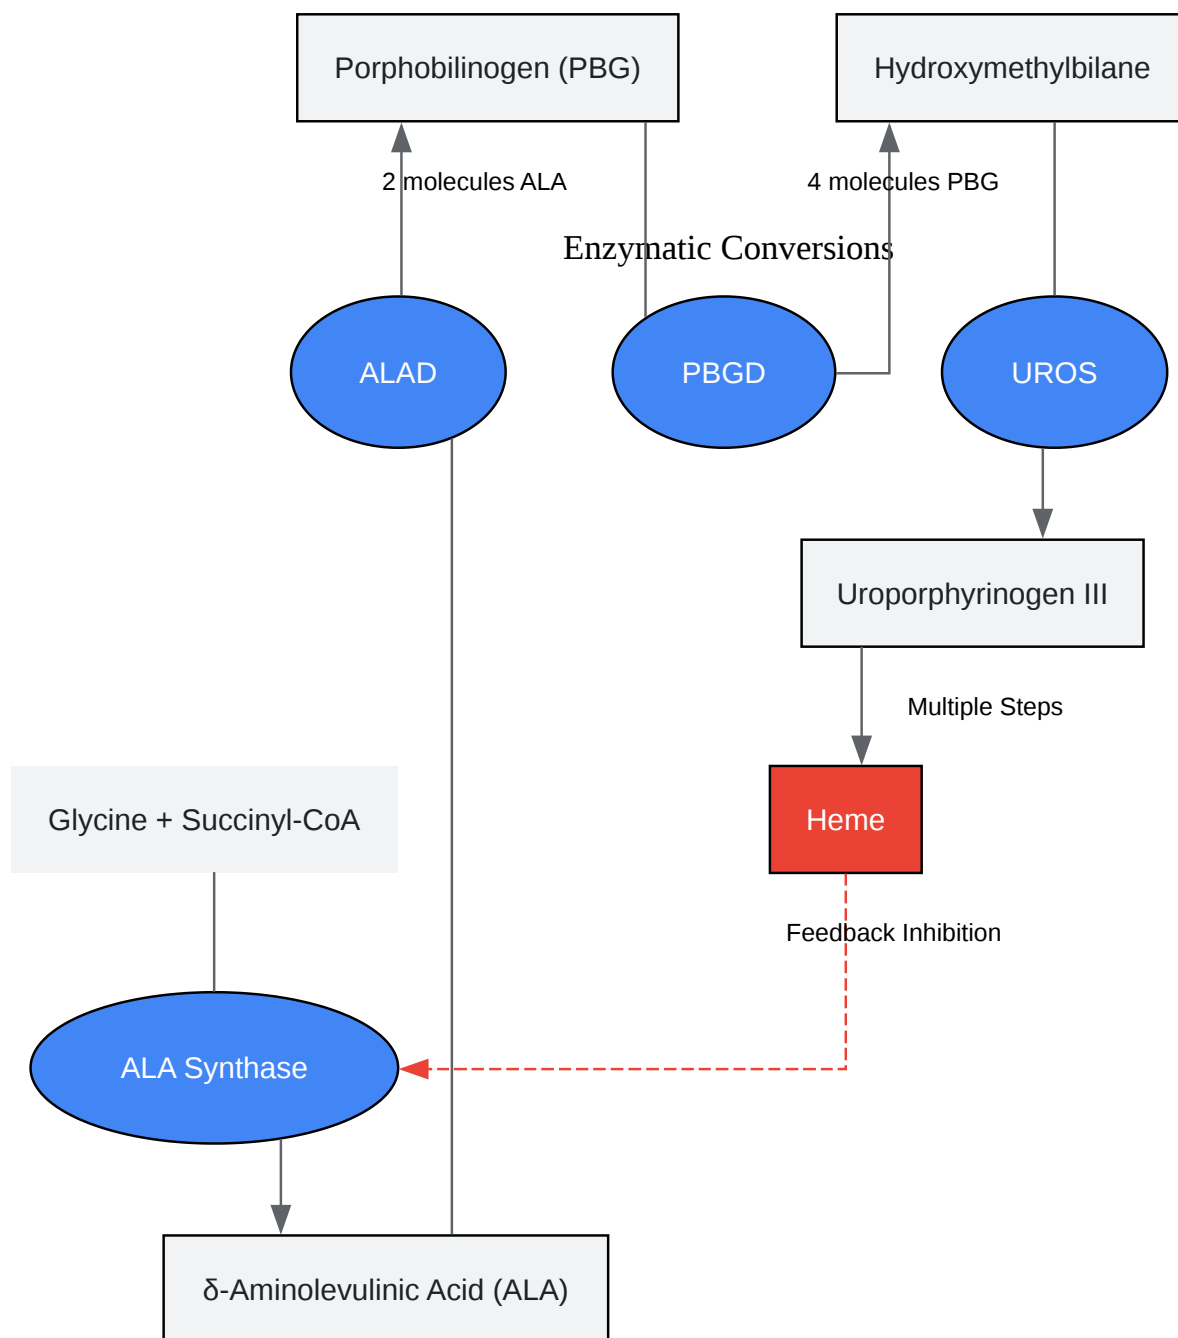 Porphobilinogen (PBG)
Hydroxymethylbilane
2 molecules ALA
4 molecules PBG
Enzymatic Conversions
ALAD
PBGD
UROS
Uroporphyrinogen III
Multiple Steps
Glycine + Succinyl-CoA
Heme
Feedback Inhibition
ALA Synthase
δ-Aminolevulinic Acid (ALA)